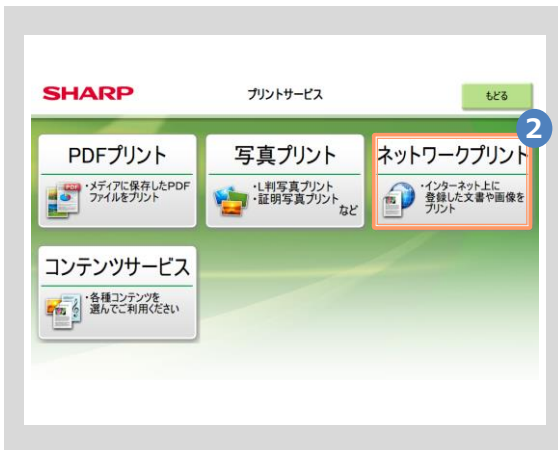 SHARP
プリントサービス
もどる
2
PDFプリント
・メディアに保存したPDF
ファイルをプリント
写真プリント
・L判写真プリント
・証明写真プリント
など
ネットワークプリント
・インターネット上に
登録した文書や画像を
プリント
コンテンツサービス
・各種コンテンツを
選んでご利用ください